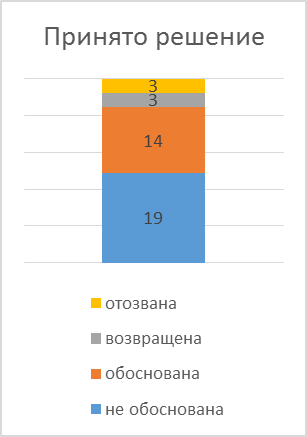 Принято решение
3
3
14
19
отозвана
возвращена
обоснована
не обоснована